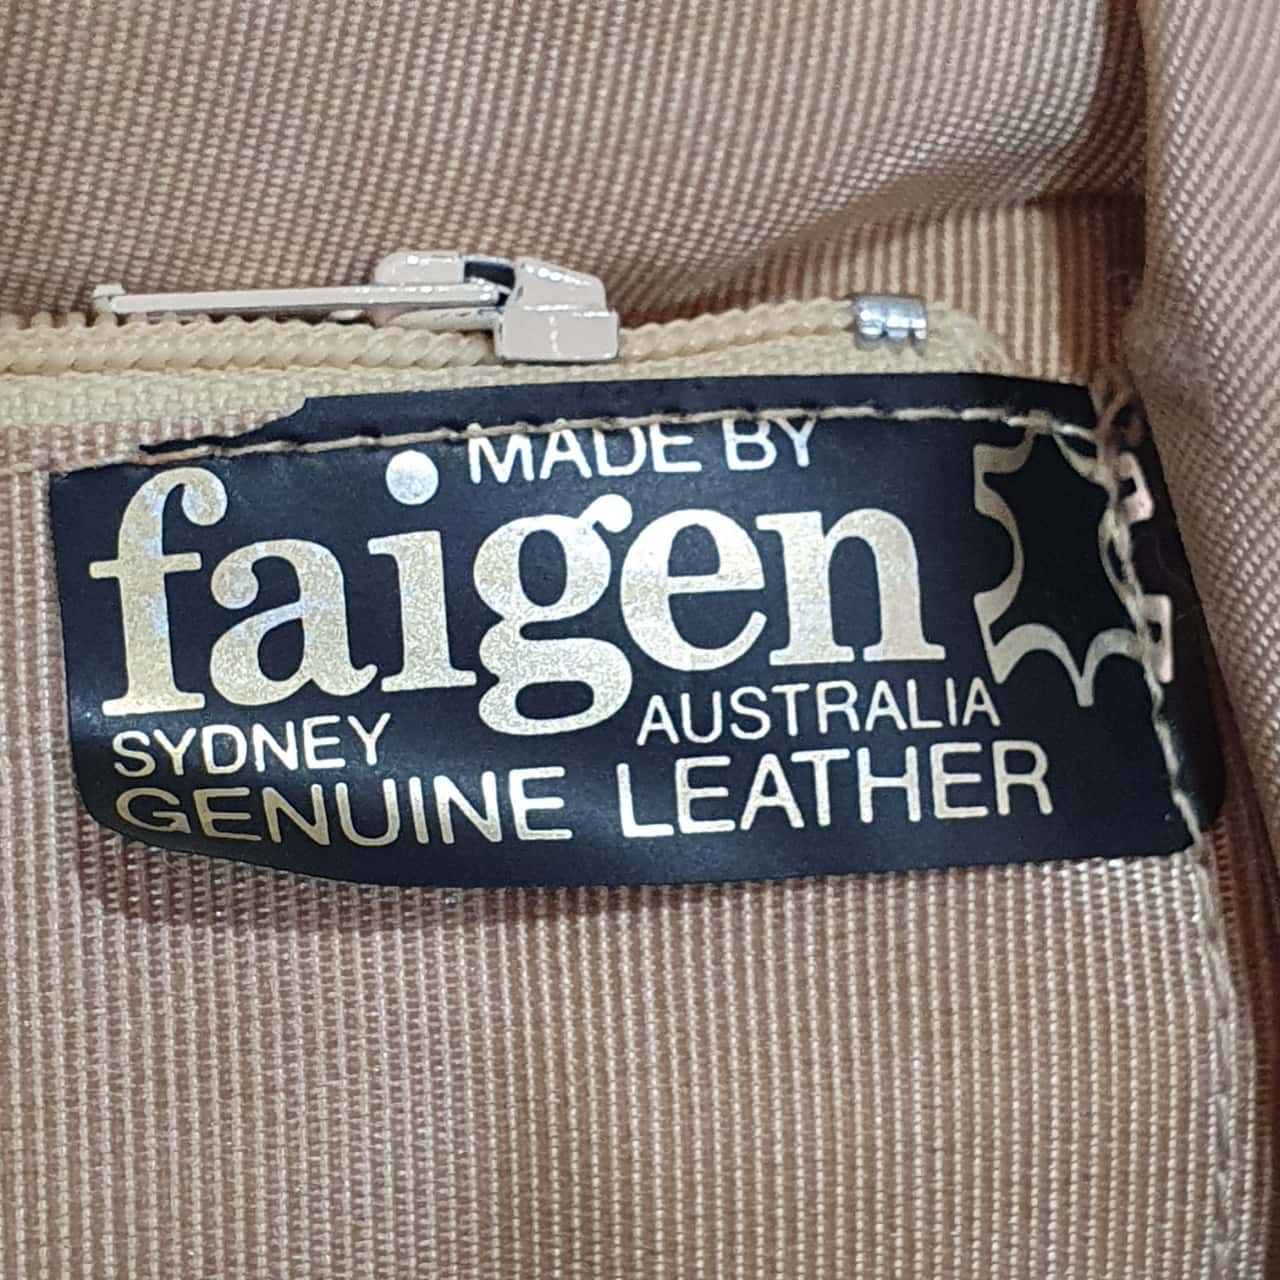 MADE BY
faigen
SYDNEY AUSTRALIA
GENUINE LEATHER